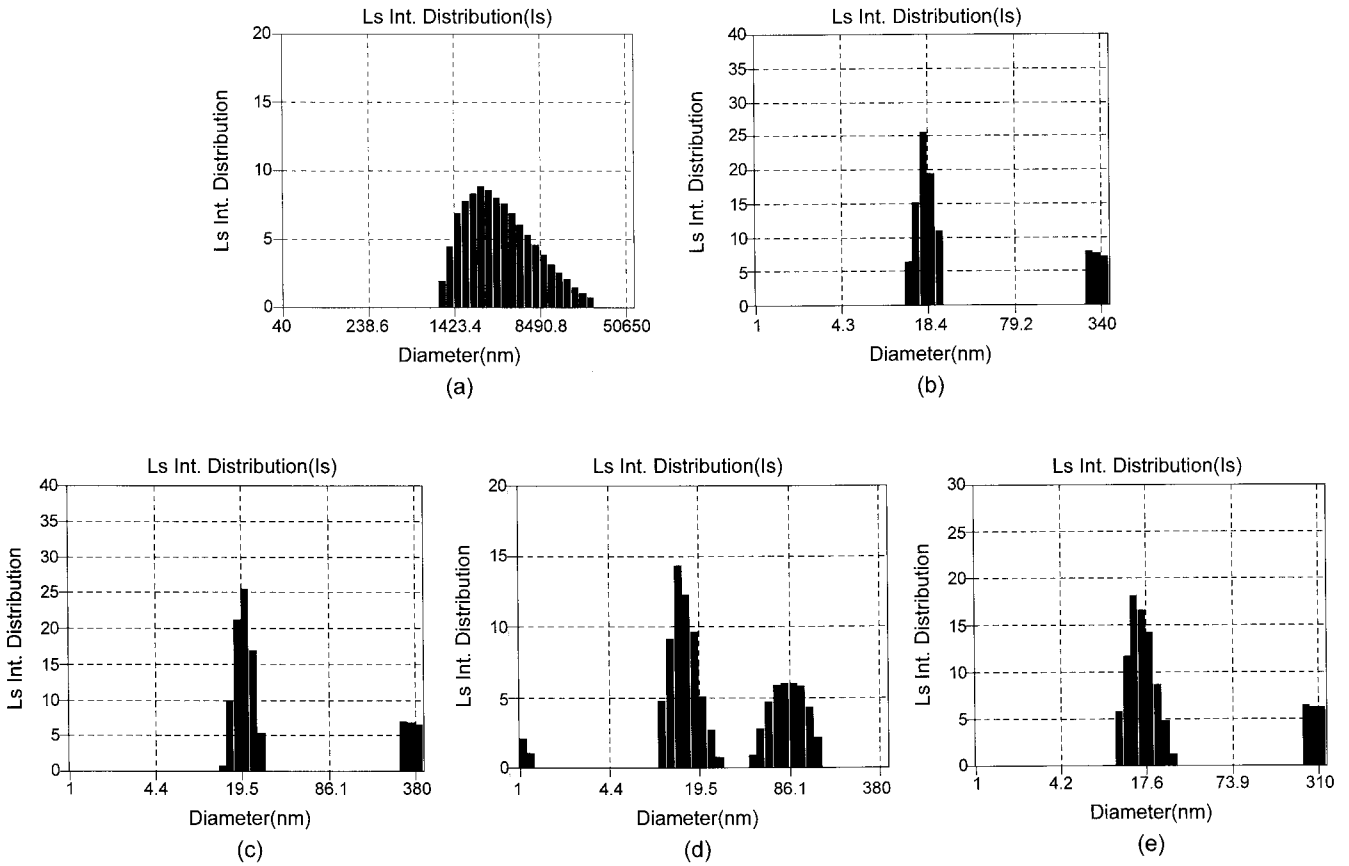 Ls Int. Distribution(Is)
20
15
10
5
0
Ls Int. Distribution
40 238.6 1423.4 8490.8 50650
Diameter(nm)
(a)
Ls Int. Distribution(Is)
40
35
30
25
20
15
10
5
0
Ls Int. Distribution
1 4.3 18.4 79.2 340
Diameter(nm)
(b)
Ls Int. Distribution(Is)
40
35
30
25
20
15
10
5
0
Ls Int. Distribution
1 4.4 19.5 86.1 380
Diameter(nm)
(c)
Ls Int. Distribution(Is)
20
15
10
5
0
Ls Int. Distribution
1 4.4 19.5 86.1 380
Diameter(nm)
(d)
Ls Int. Distribution(Is)
30
25
20
15
10
5
0
Ls Int. Distribution
1 4.2 17.6 73.9 310
Diameter(nm)
(e)